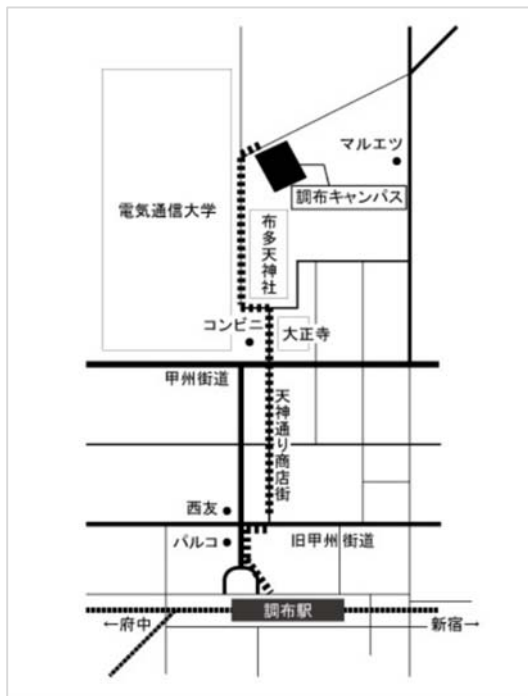 マルエツ
調布キャンパス
電気通信大学
布多天神社
コンビニ
大正寺
甲州街道
天神通り商店街
西友
パルコ
旧甲州街道
調布駅
←府中
新宿→